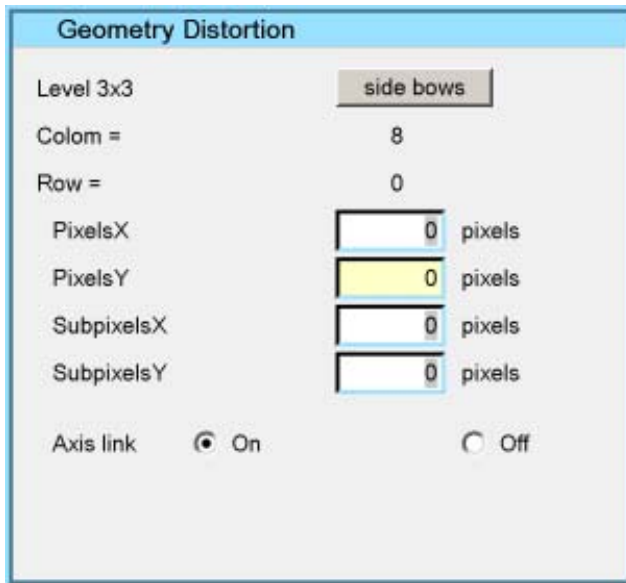 Geometry Distortion
Level 3x3 side bows
Colom = 8
Row = 0
PixelsX 0 pixels
PixelsY 0 pixels
SubpixelsX 0 pixels
SubpixelsY 0 pixels
Axis link On Off